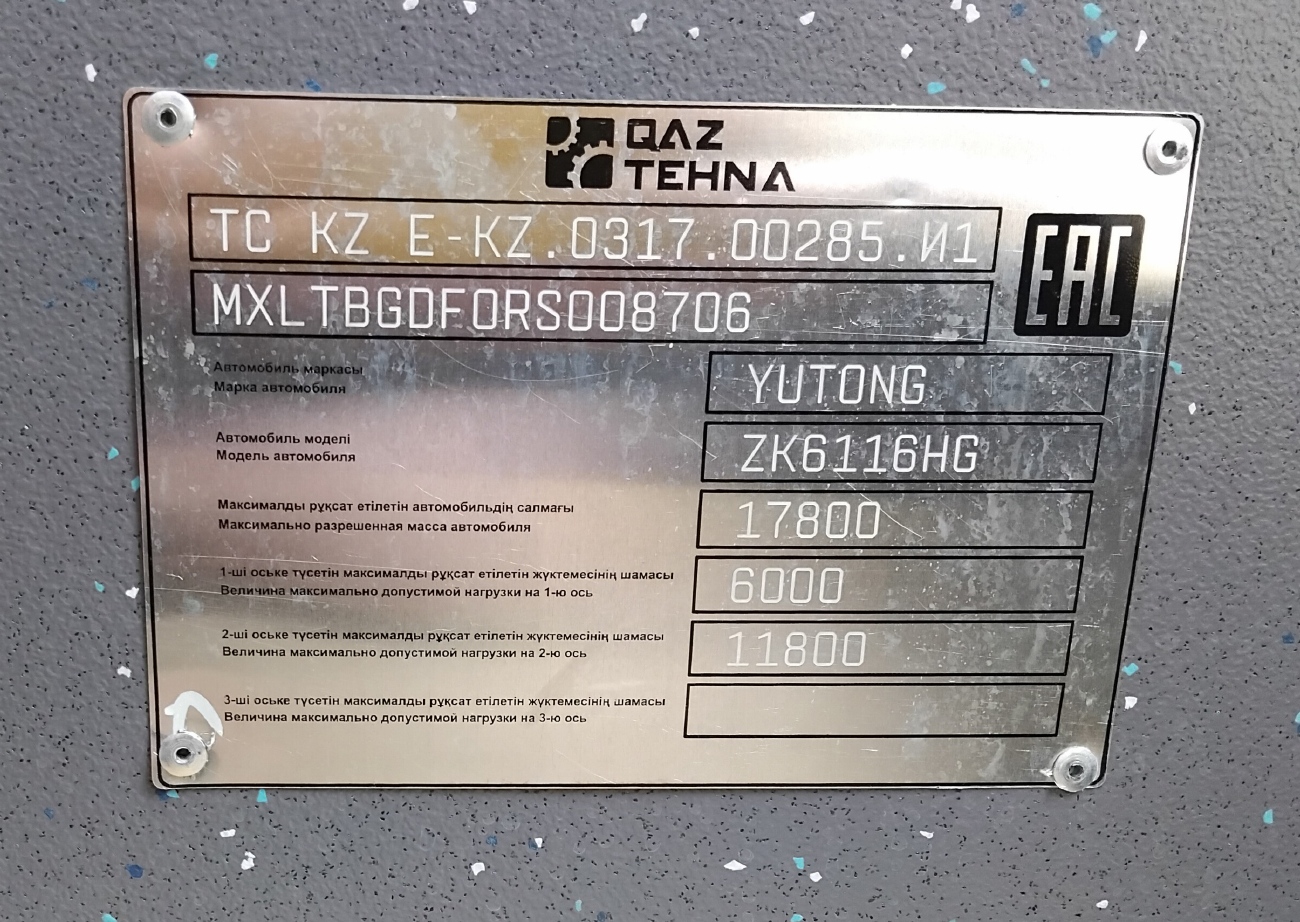 QAZ
TEHNA
TC KZ E-KZ.0317.00285.И1
EAC
MXLTBGDF0RS008706
Автомобиль маркасы
Марка автомобиля
YUTONG
Автомобиль моделі
Модель автомобиля
ZK6116HG
Максималды рұқсат етілетін автомобильдің салмағы
Максимально разрешенная масса автомобиля
17800
1-ші оське түсетін максималды рұқсат етілетін жүктемесінің шамасы
Величина максимально допустимой нагрузки на 1-ю ось
6000
2-ші оське түсетін максималды рұқсат етілетін жүктемесінің шамасы
Величина максимально допустимой нагрузки на 2-ю ось
11800
3-ші оське түсетін максималды рұқсат етілетін жүктемесінің шамасы
Величина максимально допустимой нагрузки на 3-ю ось